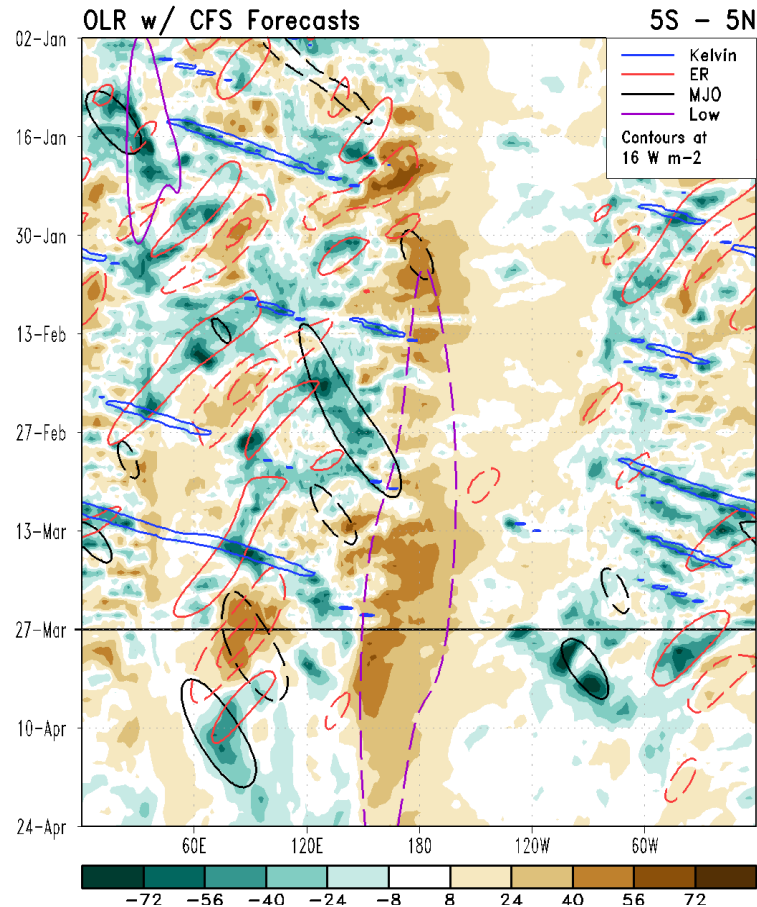 OLR w/ CFS Forecasts 5S - 5N
02-Jan
16-Jan
30-Jan
13-Feb
27-Feb
13-Mar
27-Mar
10-Apr
24-Apr
Kelvin
ER
MJO
Low
Contours at
16 W m-2
60E 120E 180 120W 60W
-72 -56 -40 -24 -8 8 24 40 56 72